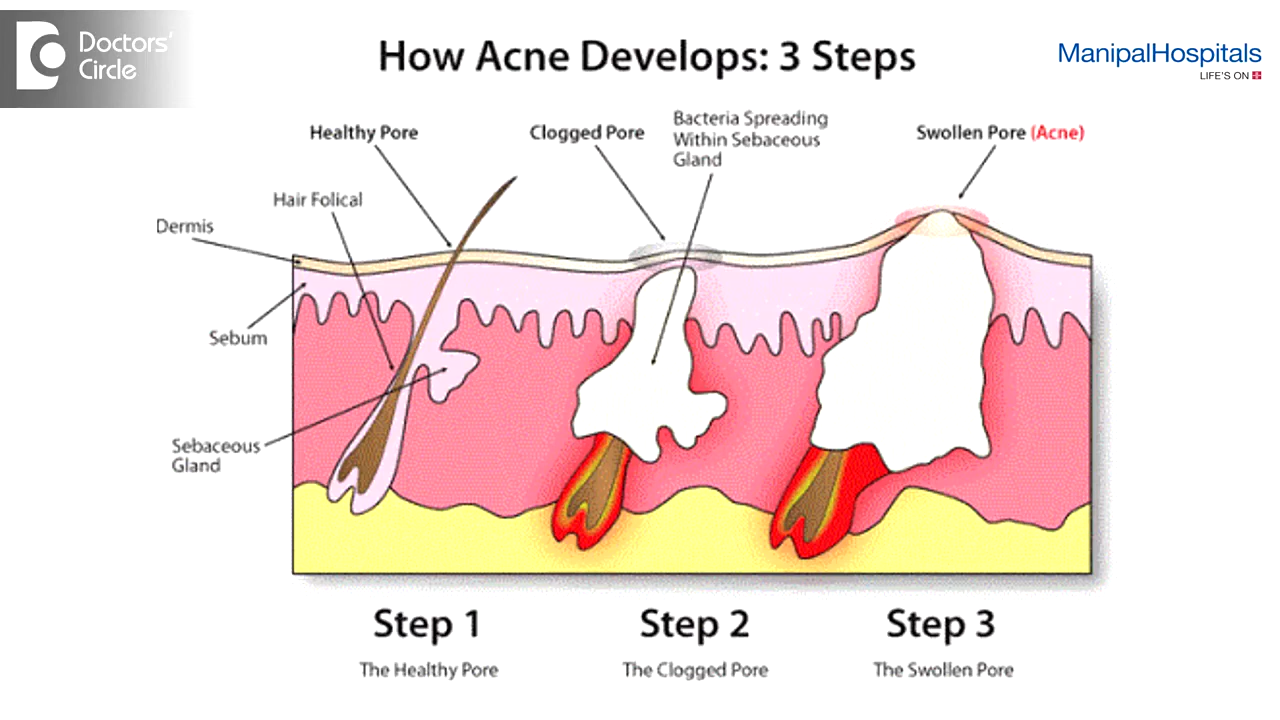 Doctors'
Circle
How Acne Develops: 3 Steps
ManipalHospitals
LIFE'S ON
Healthy Pore
Clogged Pore
Bacteria Spreading
Within Sebaceous
Gland
Swollen Pore (Acne)
Hair Folical
Dermis
Sebum
Sebaceous
Gland
Step 1
Step 2
Step 3
The Healthy Pore
The Clogged Pore
The Swollen Pore